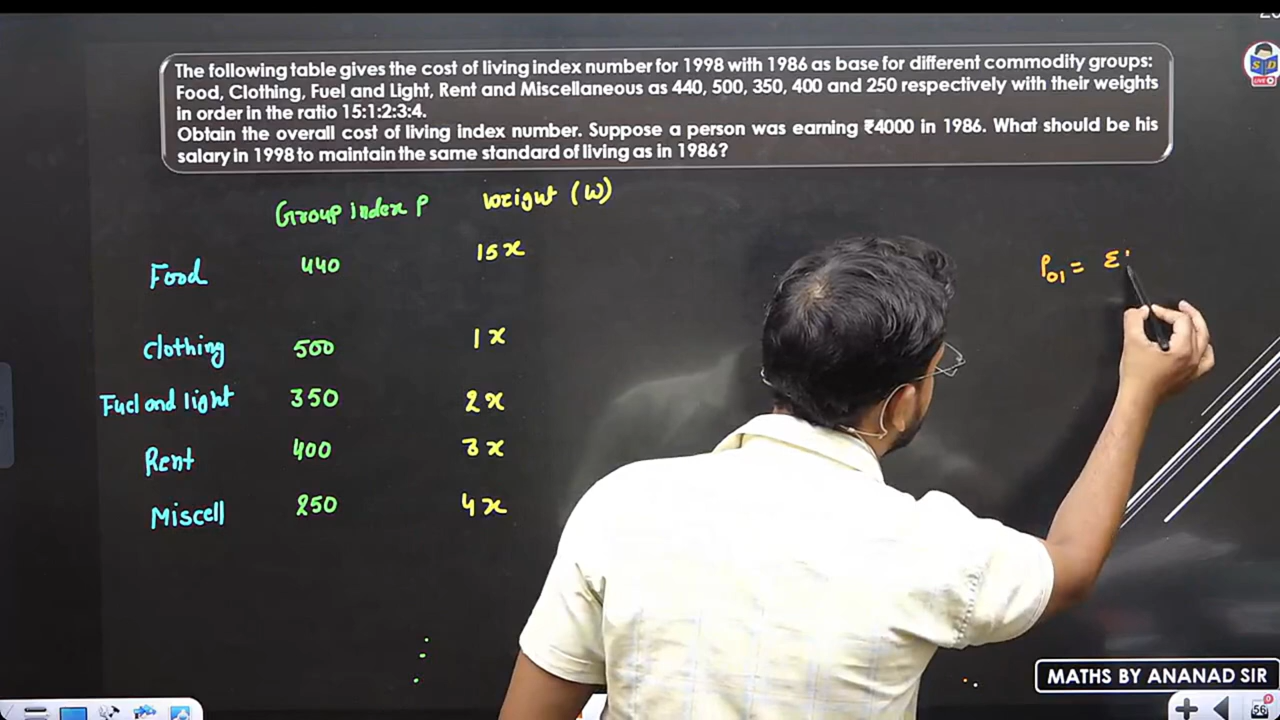 The following table gives the cost of living index number for 1998 with 1986 as base for different commodity groups:
Food, Clothing, Fuel and Light, Rent and Miscellaneous as 440, 500, 350, 400 and 250 respectively with their weights
in order in the ratio 15:1:2:3:4.
Obtain the overall cost of living index number. Suppose a person was earning ₹4000 in 1986. What should be his
salary in 1998 to maintain the same standard of living as in 1986?
Group index P weight (W)
Food 440 15x
P01 = Σ
clothing 500 1x
Fuel and light 350 2x
Rent 400 3x
Miscell 250 4x
MATHS BY ANANAD SIR
56